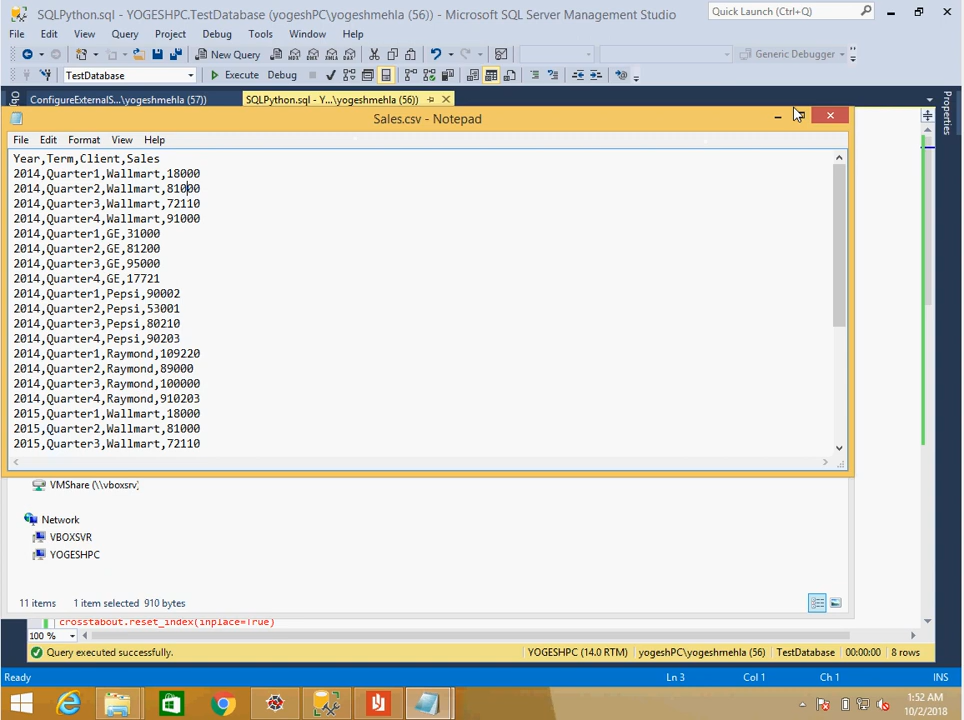 SQLPython.sql - YOGESHPC.TestDatabase (yogeshPC\yogeshmehla (56)) - Microsoft SQL Server Management Studio
Quick Launch (Ctrl+Q)
File Edit View Query Project Debug Tools Window Help
New Query
Generic Debugger
TestDatabase
Execute Debug
ConfigureExternalS...\yogeshmehla (57))
SQLPython.sql - Y...\yogeshmehla (56))
Properties
Sales.csv - Notepad
File Edit Format View Help
Year,Term,Client,Sales
2014,Quarter1,Wallmart,18000
2014,Quarter2,Wallmart,81000
2014,Quarter3,Wallmart,72110
2014,Quarter4,Wallmart,91000
2014,Quarter1,GE,31000
2014,Quarter2,GE,81200
2014,Quarter3,GE,95000
2014,Quarter4,GE,17721
2014,Quarter1,Pepsi,90002
2014,Quarter2,Pepsi,53001
2014,Quarter3,Pepsi,80210
2014,Quarter4,Pepsi,90203
2014,Quarter1,Raymond,109220
2014,Quarter2,Raymond,89000
2014,Quarter3,Raymond,100000
2014,Quarter4,Raymond,910203
2015,Quarter1,Wallmart,18000
2015,Quarter2,Wallmart,81000
2015,Quarter3,Wallmart,72110
VMShare (\\vboxsrv)
Network
VBOXSVR
YOGESHPC
11 items 1 item selected 910 bytes
crosstabout.reset_index(inplace=True)
100 %
Query executed successfully.
YOGESHPC (14.0 RTM) yogeshPC\yogeshmehla (56) TestDatabase 00:00:00 8 rows
Ready
Ln 3 Col 1 Ch 1 INS
1:52 AM
10/2/2018